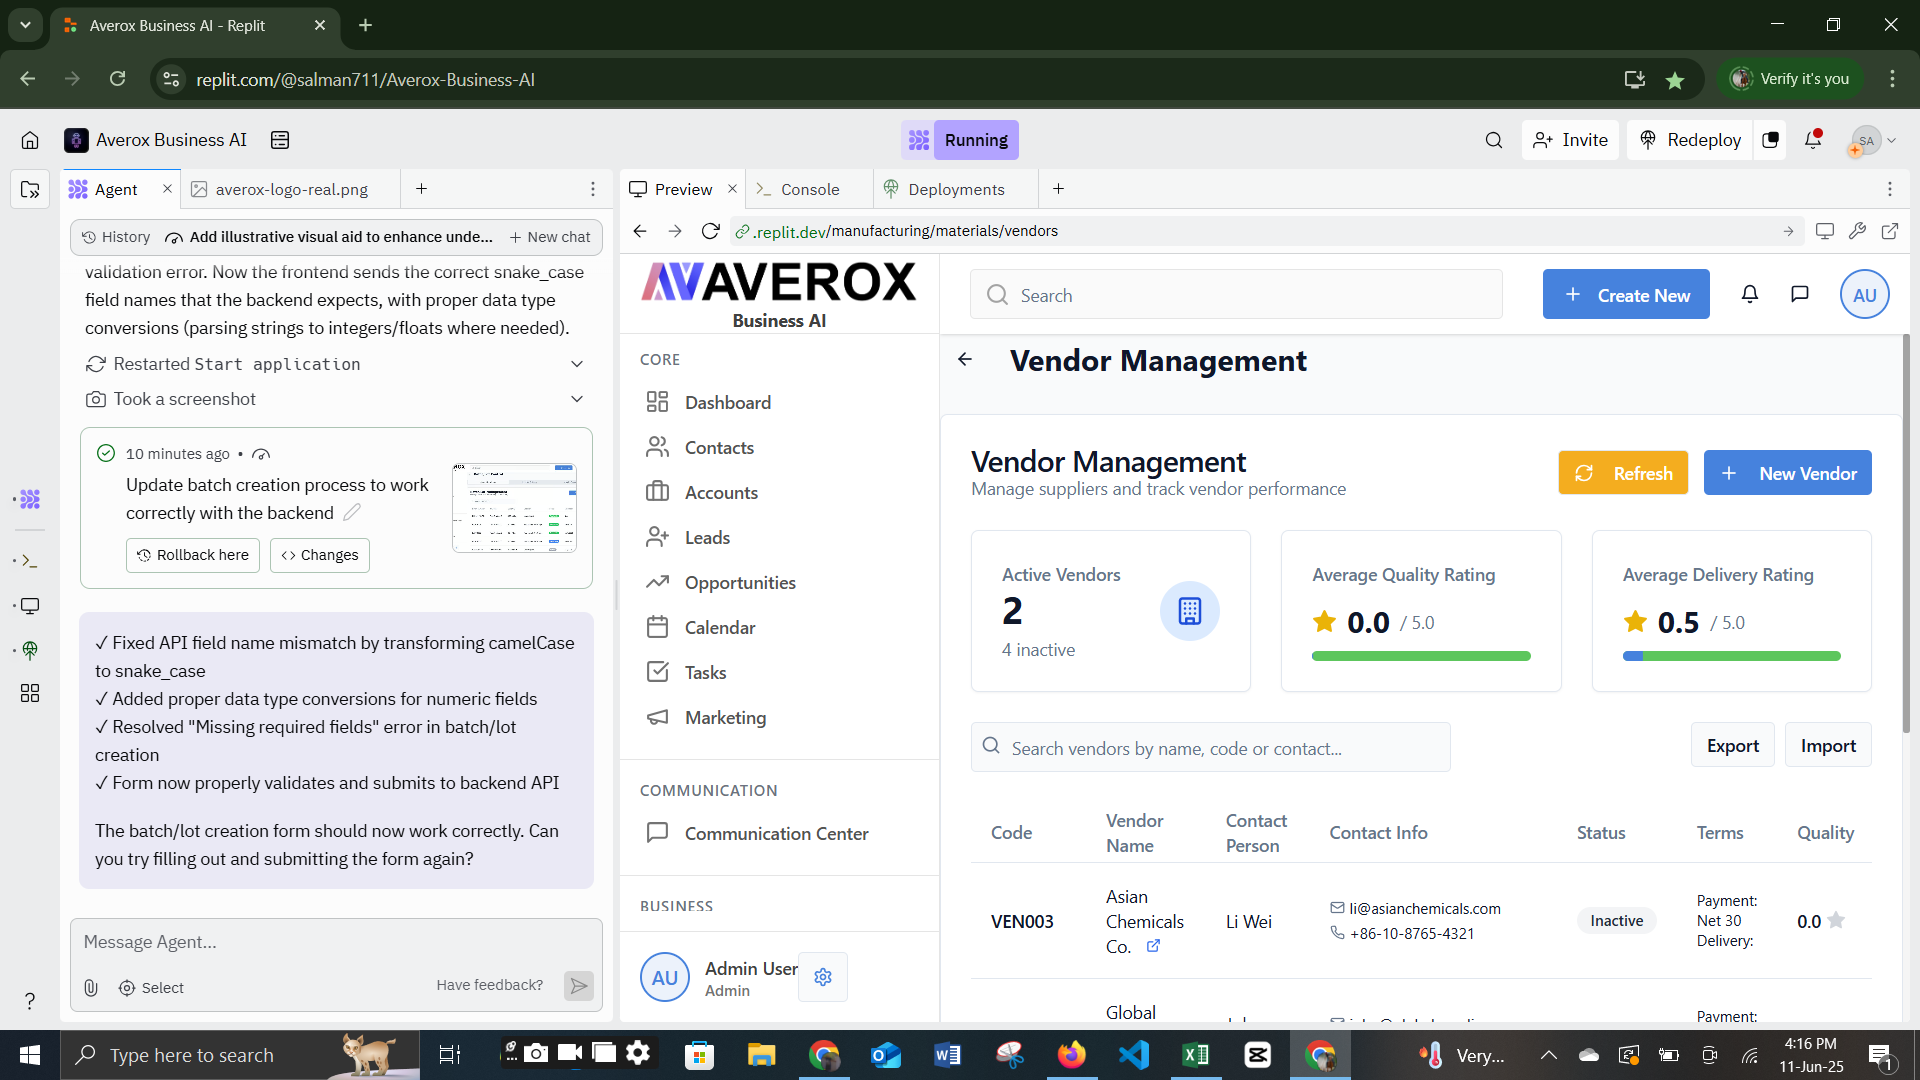 Averox Business AI - Replit
replit.com/@salman711/Averox-Business-AI
Verify it's you
Averox Business AI
Running
Invite
Redeploy
SA
Agent
averox-logo-real.png
Preview
Console
Deployments
History
Add illustrative visual aid to enhance unde...
New chat
.replit.dev/manufacturing/materials/vendors
validation error. Now the frontend sends the correct snake_case
field names that the backend expects, with proper data type
conversions (parsing strings to integers/floats where needed).
Restarted Start application
Took a screenshot
10 minutes ago •
Update batch creation process to work
correctly with the backend
Rollback here
Changes
✓ Fixed API field name mismatch by transforming camelCase
to snake_case
✓ Added proper data type conversions for numeric fields
✓ Resolved "Missing required fields" error in batch/lot
creation
✓ Form now properly validates and submits to backend API
The batch/lot creation form should now work correctly. Can
you try filling out and submitting the form again?
Message Agent...
Select
Have feedback?
AVEROX
Business AI
CORE
Dashboard
Contacts
Accounts
Leads
Opportunities
Calendar
Tasks
Marketing
COMMUNICATION
Communication Center
BUSINESS
AU
Admin User
Admin
Search
Create New
AU
Vendor Management
Vendor Management
Manage suppliers and track vendor performance
Refresh
New Vendor
Active Vendors
2
4 inactive
Average Quality Rating
0.0 / 5.0
Average Delivery Rating
0.5 / 5.0
Search vendors by name, code or contact...
Export
Import
Code
Vendor
Name
Contact
Person
Contact Info
Status
Terms
Quality
VEN003
Asian
Chemicals
Co.
Li Wei
li@asianchemicals.com
+86-10-8765-4321
Inactive
Payment:
Net 30
Delivery:
0.0
Global
Payment:
Type here to search
Very...
4:16 PM
11-Jun-25
1